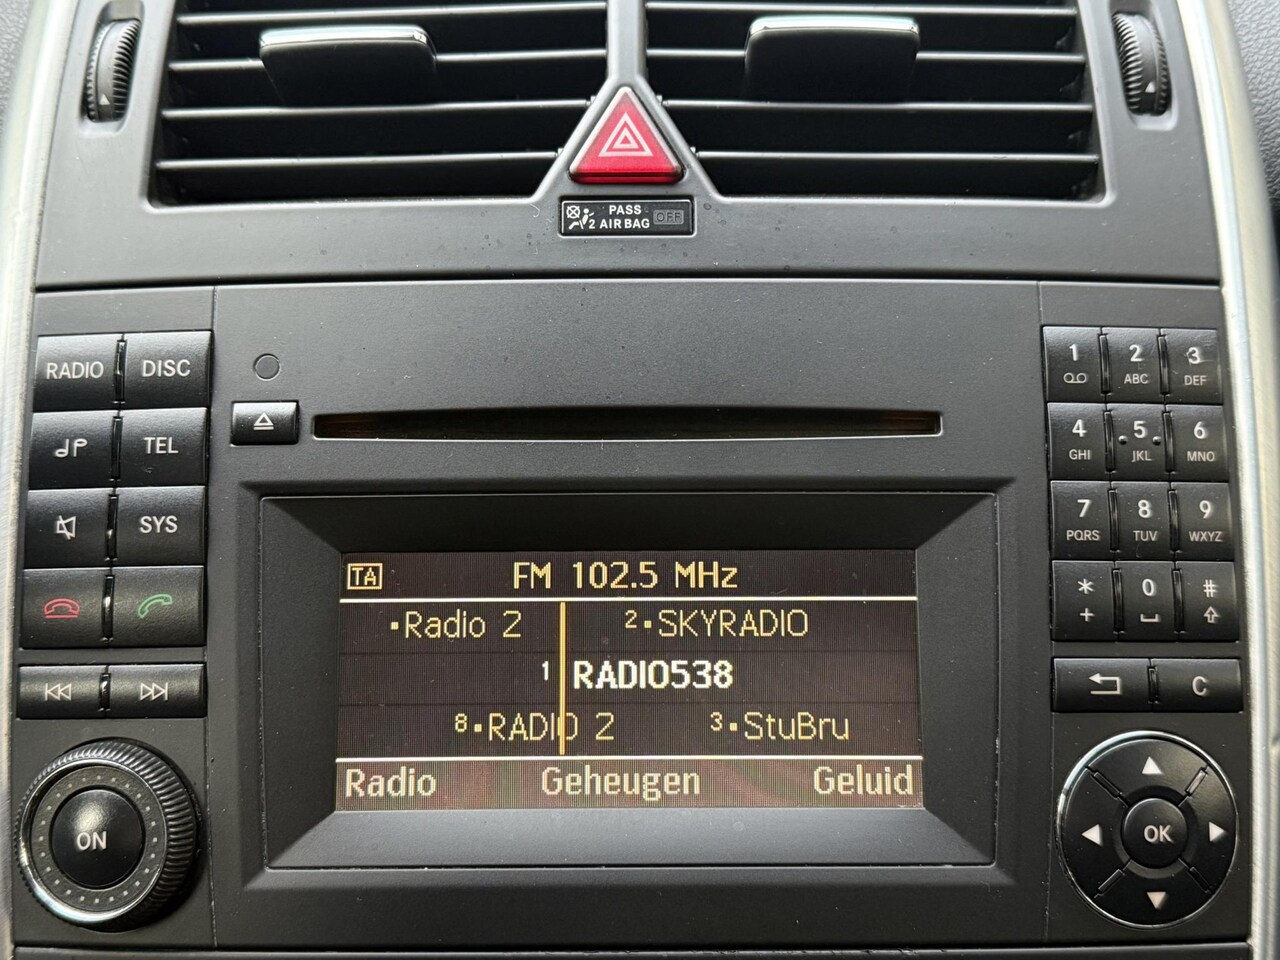 PASS
2 AIRBAG OFF
RADIO DISC
TEL
SYS
ON
TA FM 102.5 MHz
Radio 2 2 SKYRADIO
1 RADIO538
8 RADIO 2 3 StuBru
Radio Geheugen Geluid
1 2 3
ABC DEF
4 5 6
GHI JKL MNO
7 8 9
PQRS TUV WXYZ
* 0 #
+
C
OK